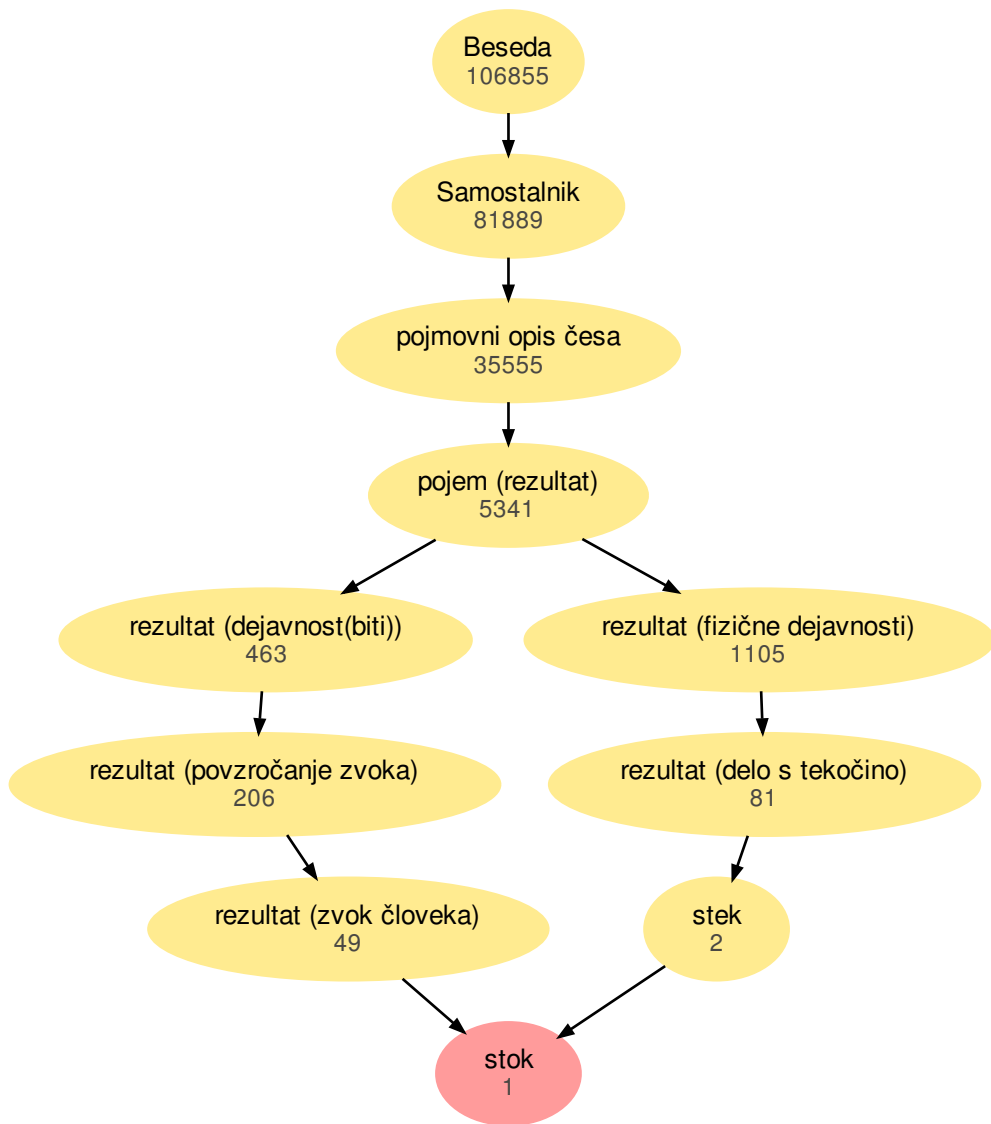 Beseda
106855
Samostalnik
81889
pojmovni opis česa
35555
pojem (rezultat)
5341
rezultat (dejavnost(biti))
463
rezultat (fizične dejavnosti)
1105
rezultat (povzročanje zvoka)
206
rezultat (delo s tekočino)
81
rezultat (zvok človeka)
49
stek
2
stok
1